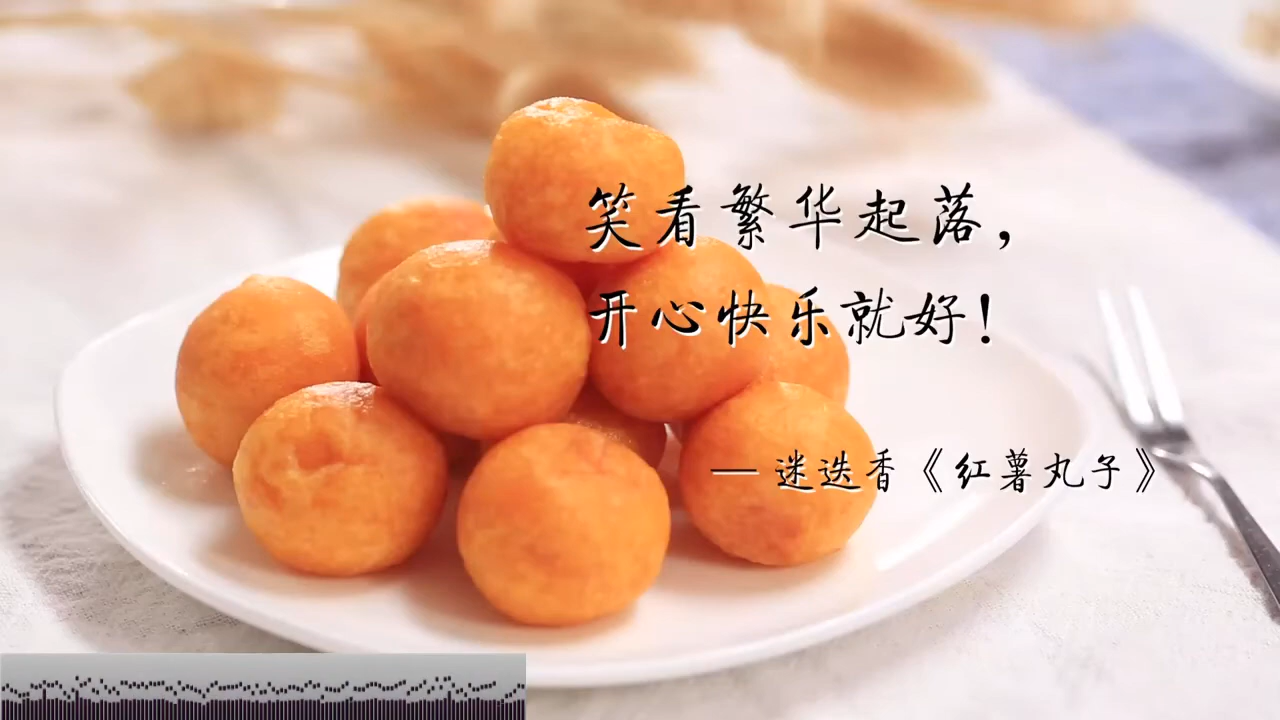 笑看繁华起落，
开心快乐就好！
— 迷迭香《红薯丸子》